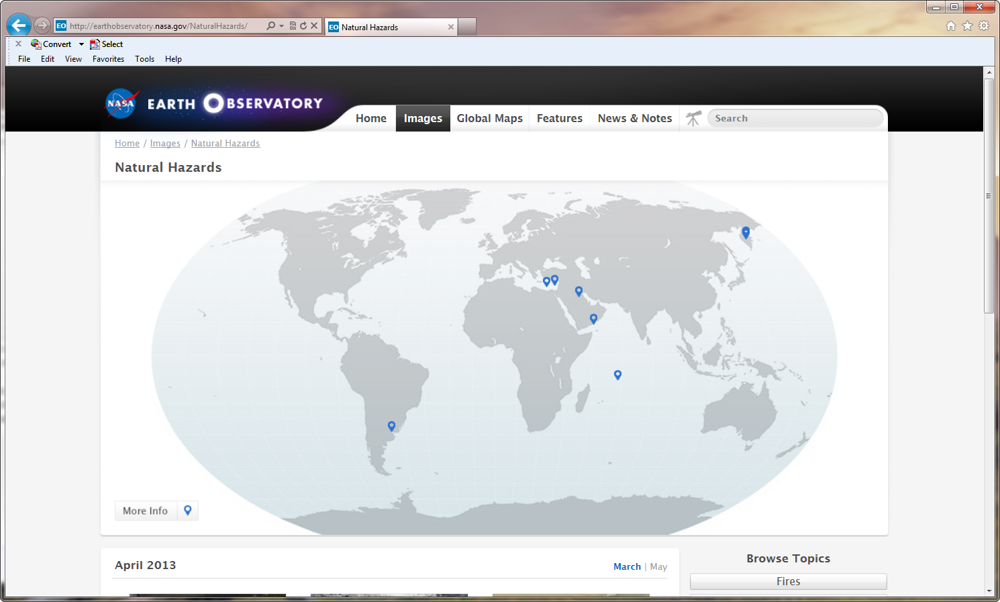 EO http://earthobservatory.nasa.gov/NaturalHazards/
EO Natural Hazards
Convert Select
File Edit View Favorites Tools Help
NASA EARTH OBSERVATORY
Home Images Global Maps Features News & Notes Search
Home / Images / Natural Hazards
Natural Hazards
More Info
April 2013
March | May
Browse Topics
Fires